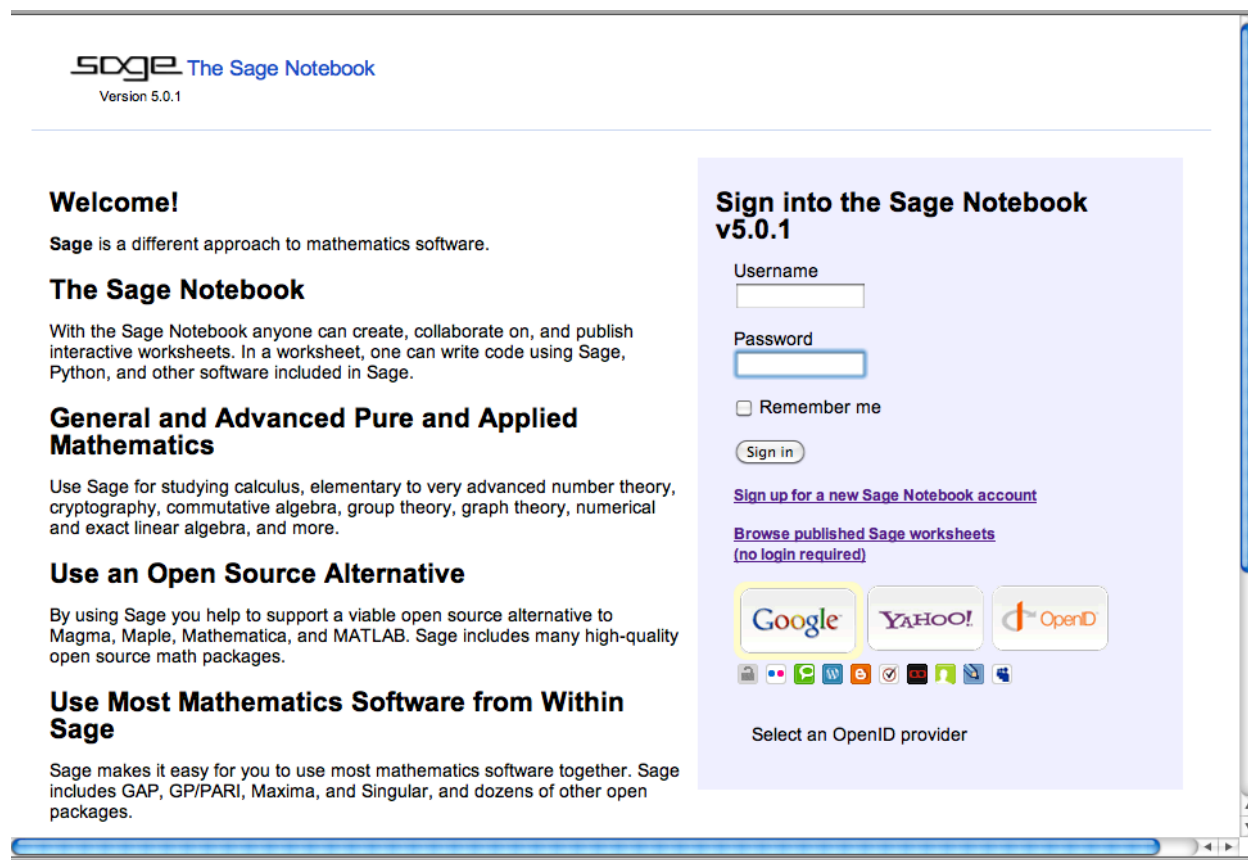 sage The Sage Notebook
Version 5.0.1
Welcome!
Sage is a different approach to mathematics software.
The Sage Notebook
With the Sage Notebook anyone can create, collaborate on, and publish
interactive worksheets. In a worksheet, one can write code using Sage,
Python, and other software included in Sage.
General and Advanced Pure and Applied
Mathematics
Use Sage for studying calculus, elementary to very advanced number theory,
cryptography, commutative algebra, group theory, graph theory, numerical
and exact linear algebra, and more.
Use an Open Source Alternative
By using Sage you help to support a viable open source alternative to
Magma, Maple, Mathematica, and MATLAB. Sage includes many high-quality
open source math packages.
Use Most Mathematics Software from Within
Sage
Sage makes it easy for you to use most mathematics software together. Sage
includes GAP, GP/PARI, Maxima, and Singular, and dozens of other open
packages.
Sign into the Sage Notebook
v5.0.1
Username
Password
Remember me
Sign in
Sign up for a new Sage Notebook account
Browse published Sage worksheets
(no login required)
Google YAHOO! OpenID
Select an OpenID provider